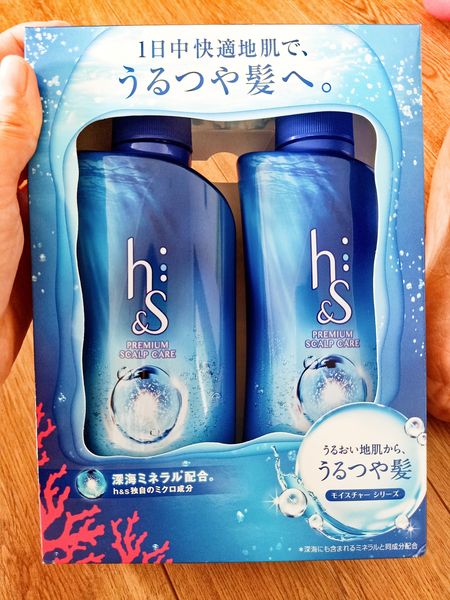 1日中快適地肌で、
うるつや髪へ。
h&s
PREMIUM
SCALP CARE
h&s
PREMIUM
SCALP CARE
うるおい地肌から、
うるつや髪
モイスチャー シリーズ
深海ミネラル*配合。
h&s独自のミクロ成分
*深海にも含まれるミネラルと同成分配合